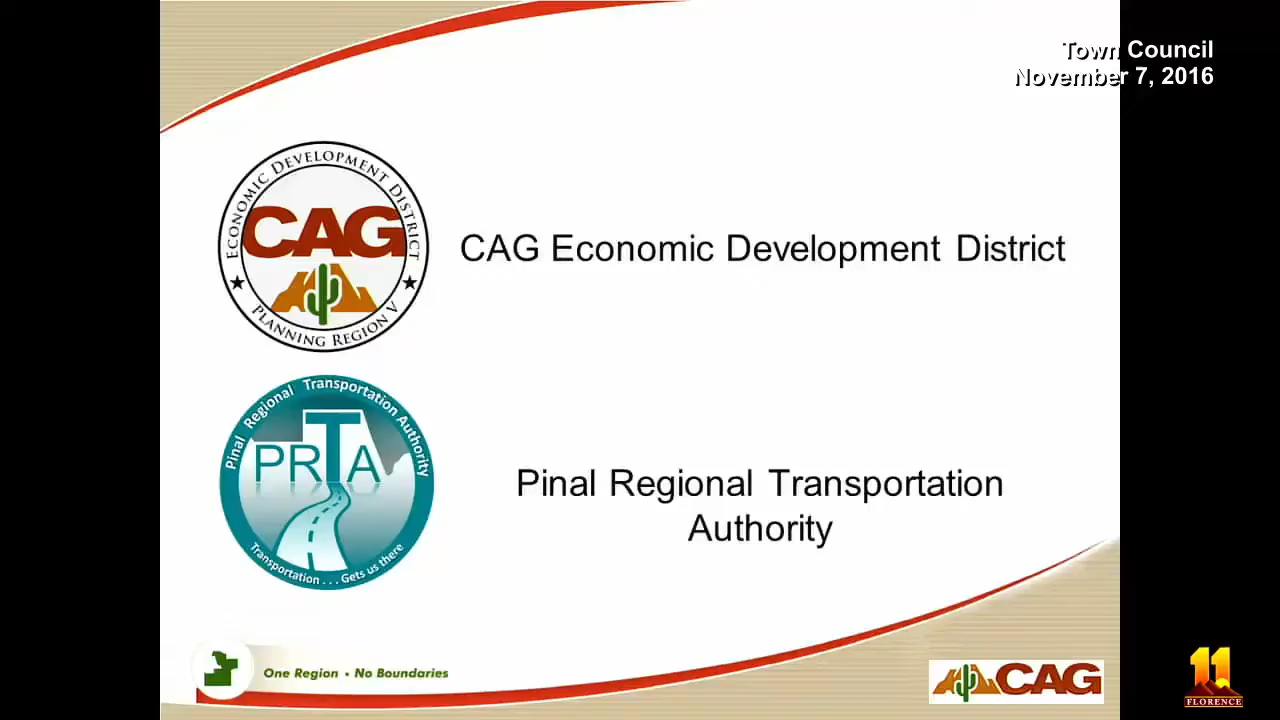 Town Council
November 7, 2016
ECONOMIC DEVELOPMENT DISTRICT
CAG
PLANNING REGION V
CAG Economic Development District
Pinal Regional Transportation Authority
PRTA
Transportation . . . Gets us there
Pinal Regional Transportation
Authority
One Region • No Boundaries
CAG
11
FLORENCE